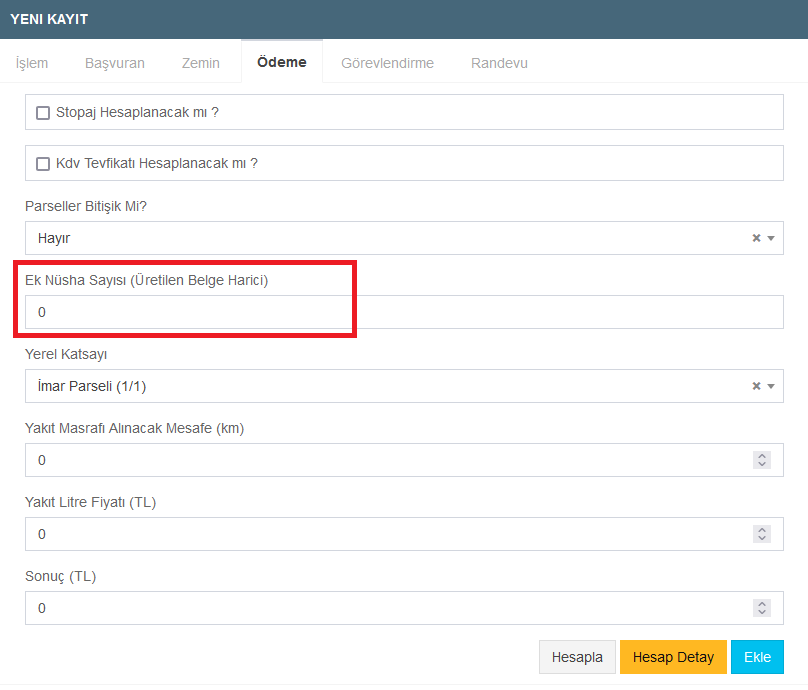 YENI KAYIT
İşlem Başvuran Zemin Ödeme Görevlendirme Randevu
Stopaj Hesaplanacak mı ?
Kdv Tevfikatı Hesaplanacak mı ?
Parseller Bitişik Mi?
Hayır
Ek Nüsha Sayısı (Üretilen Belge Harici)
0
Yerel Katsayı
İmar Parseli (1/1)
Yakıt Masrafı Alınacak Mesafe (km)
0
Yakıt Litre Fiyatı (TL)
0
Sonuç (TL)
0
Hesapla Hesap Detay Ekle